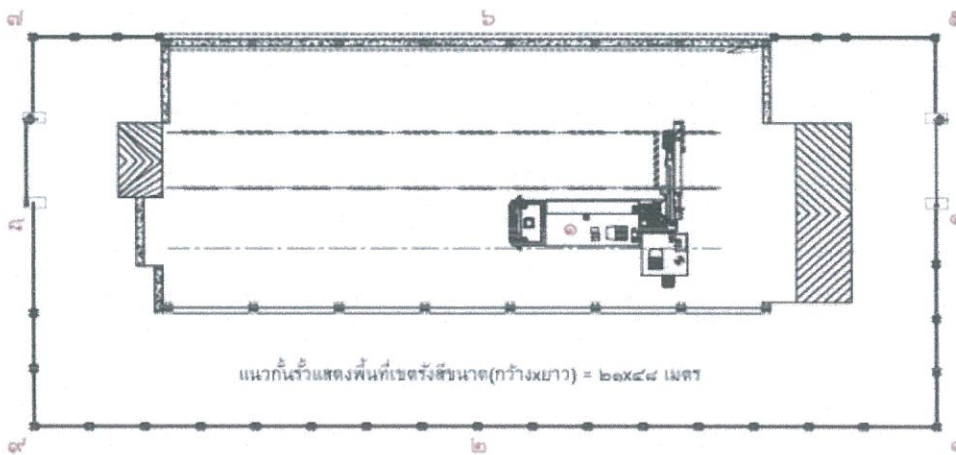 ๗ ๖ ๕
๑
แนวกั้นรั้วแสดงพื้นที่เขตรังสีขนาด(กว้างxยาว) = ๒๑x๔๘ เมตร
๒